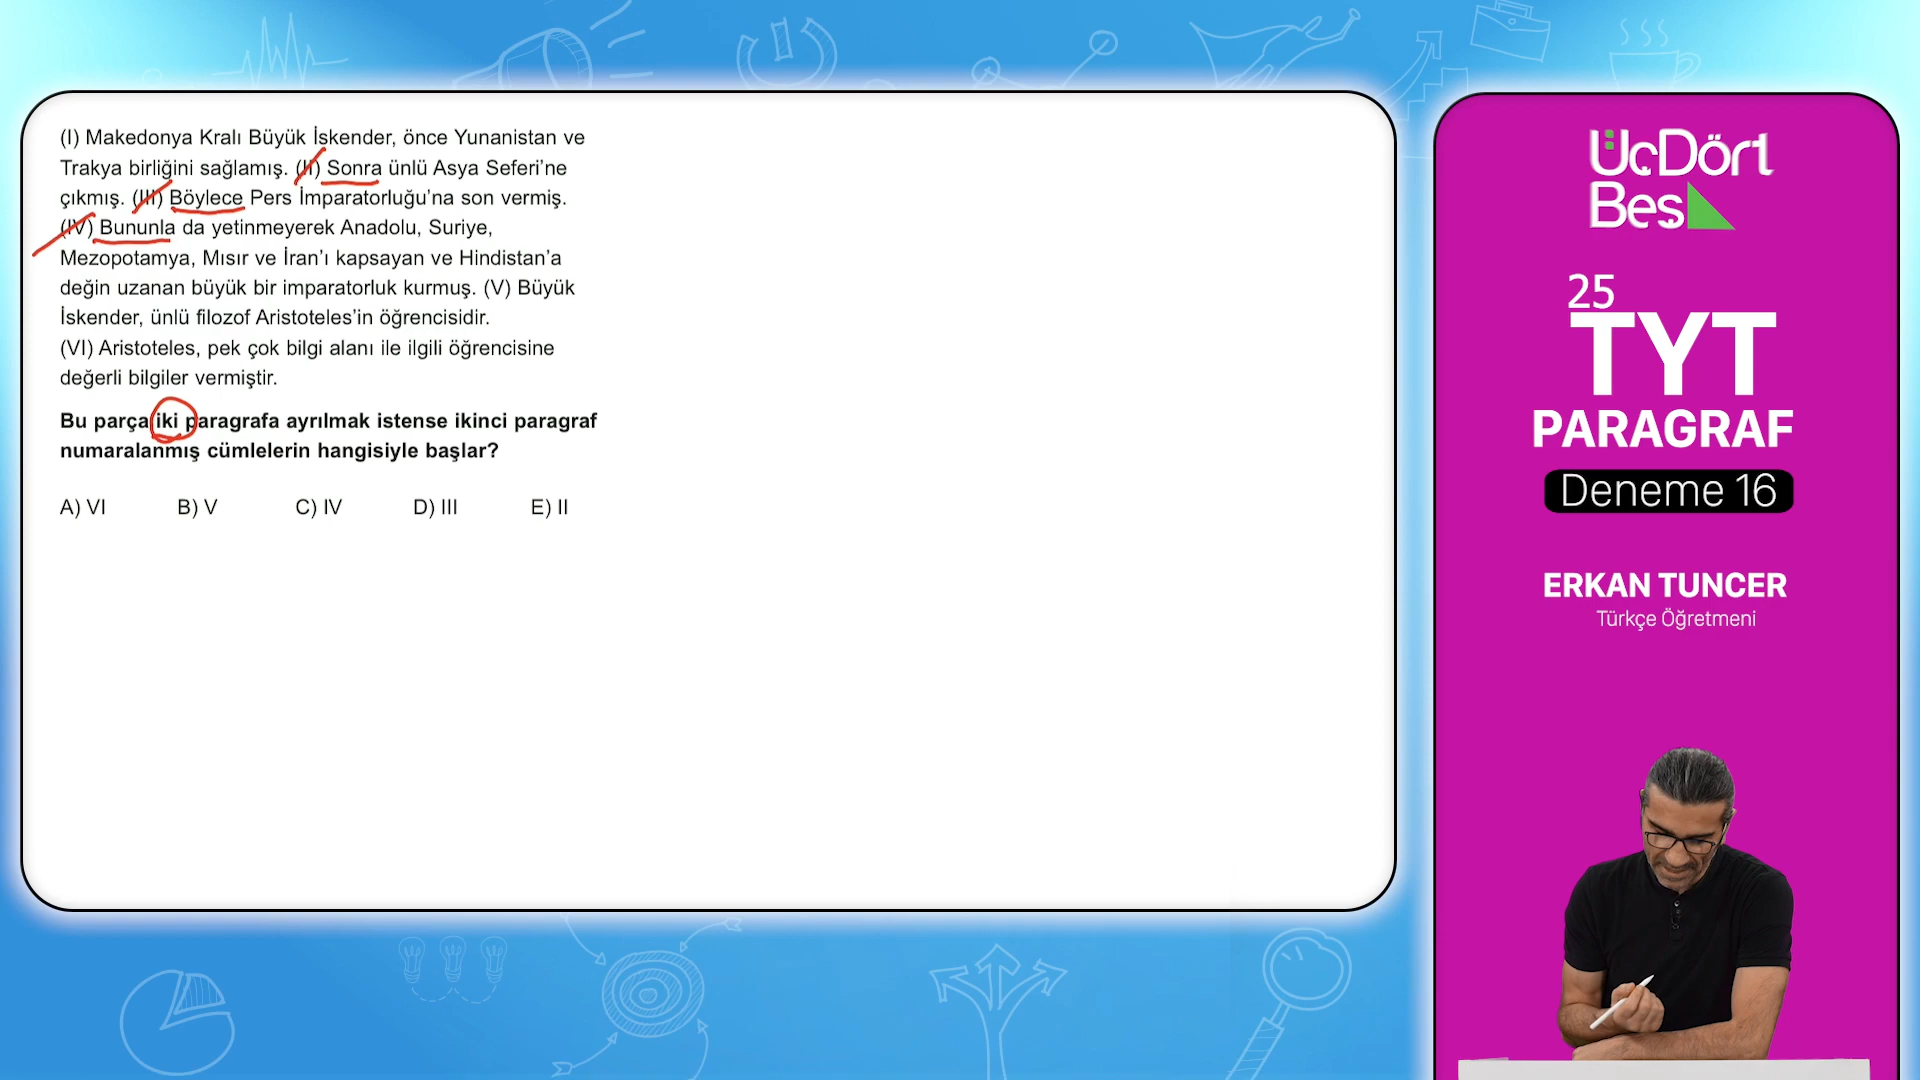 (I) Makedonya Kralı Büyük İskender, önce Yunanistan ve
Trakya birliğini sağlamış. (II) Sonra ünlü Asya Seferi’ne
çıkmış. (III) Böylece Pers İmparatorluğu’na son vermiş.
(IV) Bununla da yetinmeyerek Anadolu, Suriye,
Mezopotamya, Mısır ve İran’ı kapsayan ve Hindistan’a
değin uzanan büyük bir imparatorluk kurmuş. (V) Büyük
İskender, ünlü filozof Aristoteles’in öğrencisidir.
(VI) Aristoteles, pek çok bilgi alanı ile ilgili öğrencisine
değerli bilgiler vermiştir.
Bu parça iki paragrafa ayrılmak istense ikinci paragraf
numaralanmış cümlelerin hangisiyle başlar?
A) VI B) V C) IV D) III E) II
ÜçDört
Beş
25
TYT
PARAGRAF
Deneme 16
ERKAN TUNCER
Türkçe Öğretmeni